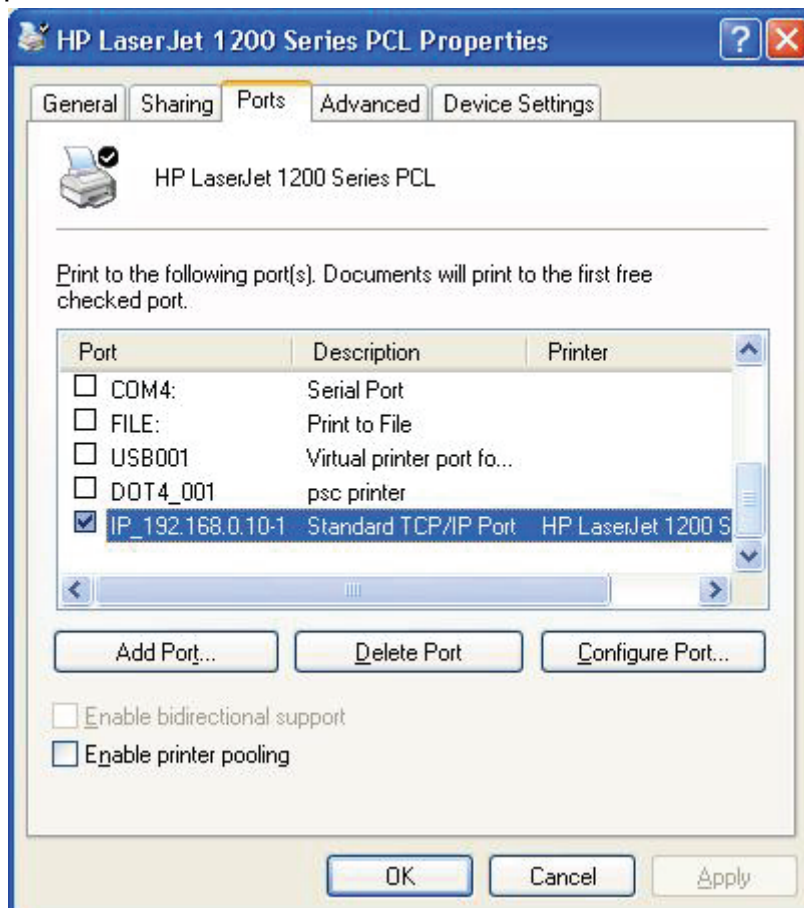 HP LaserJet 1200 Series PCL Properties
?
General Sharing Ports Advanced Device Settings
HP LaserJet 1200 Series PCL
Print to the following port(s). Documents will print to the first free
checked port.
Port Description Printer
COM4: Serial Port
FILE: Print to File
USB001 Virtual printer port fo...
DOT4_001 psc printer
IP_192.168.0.10-1 Standard TCP/IP Port HP LaserJet 1200 S
Add Port... Delete Port Configure Port...
Enable bidirectional support
Enable printer pooling
OK Cancel Apply